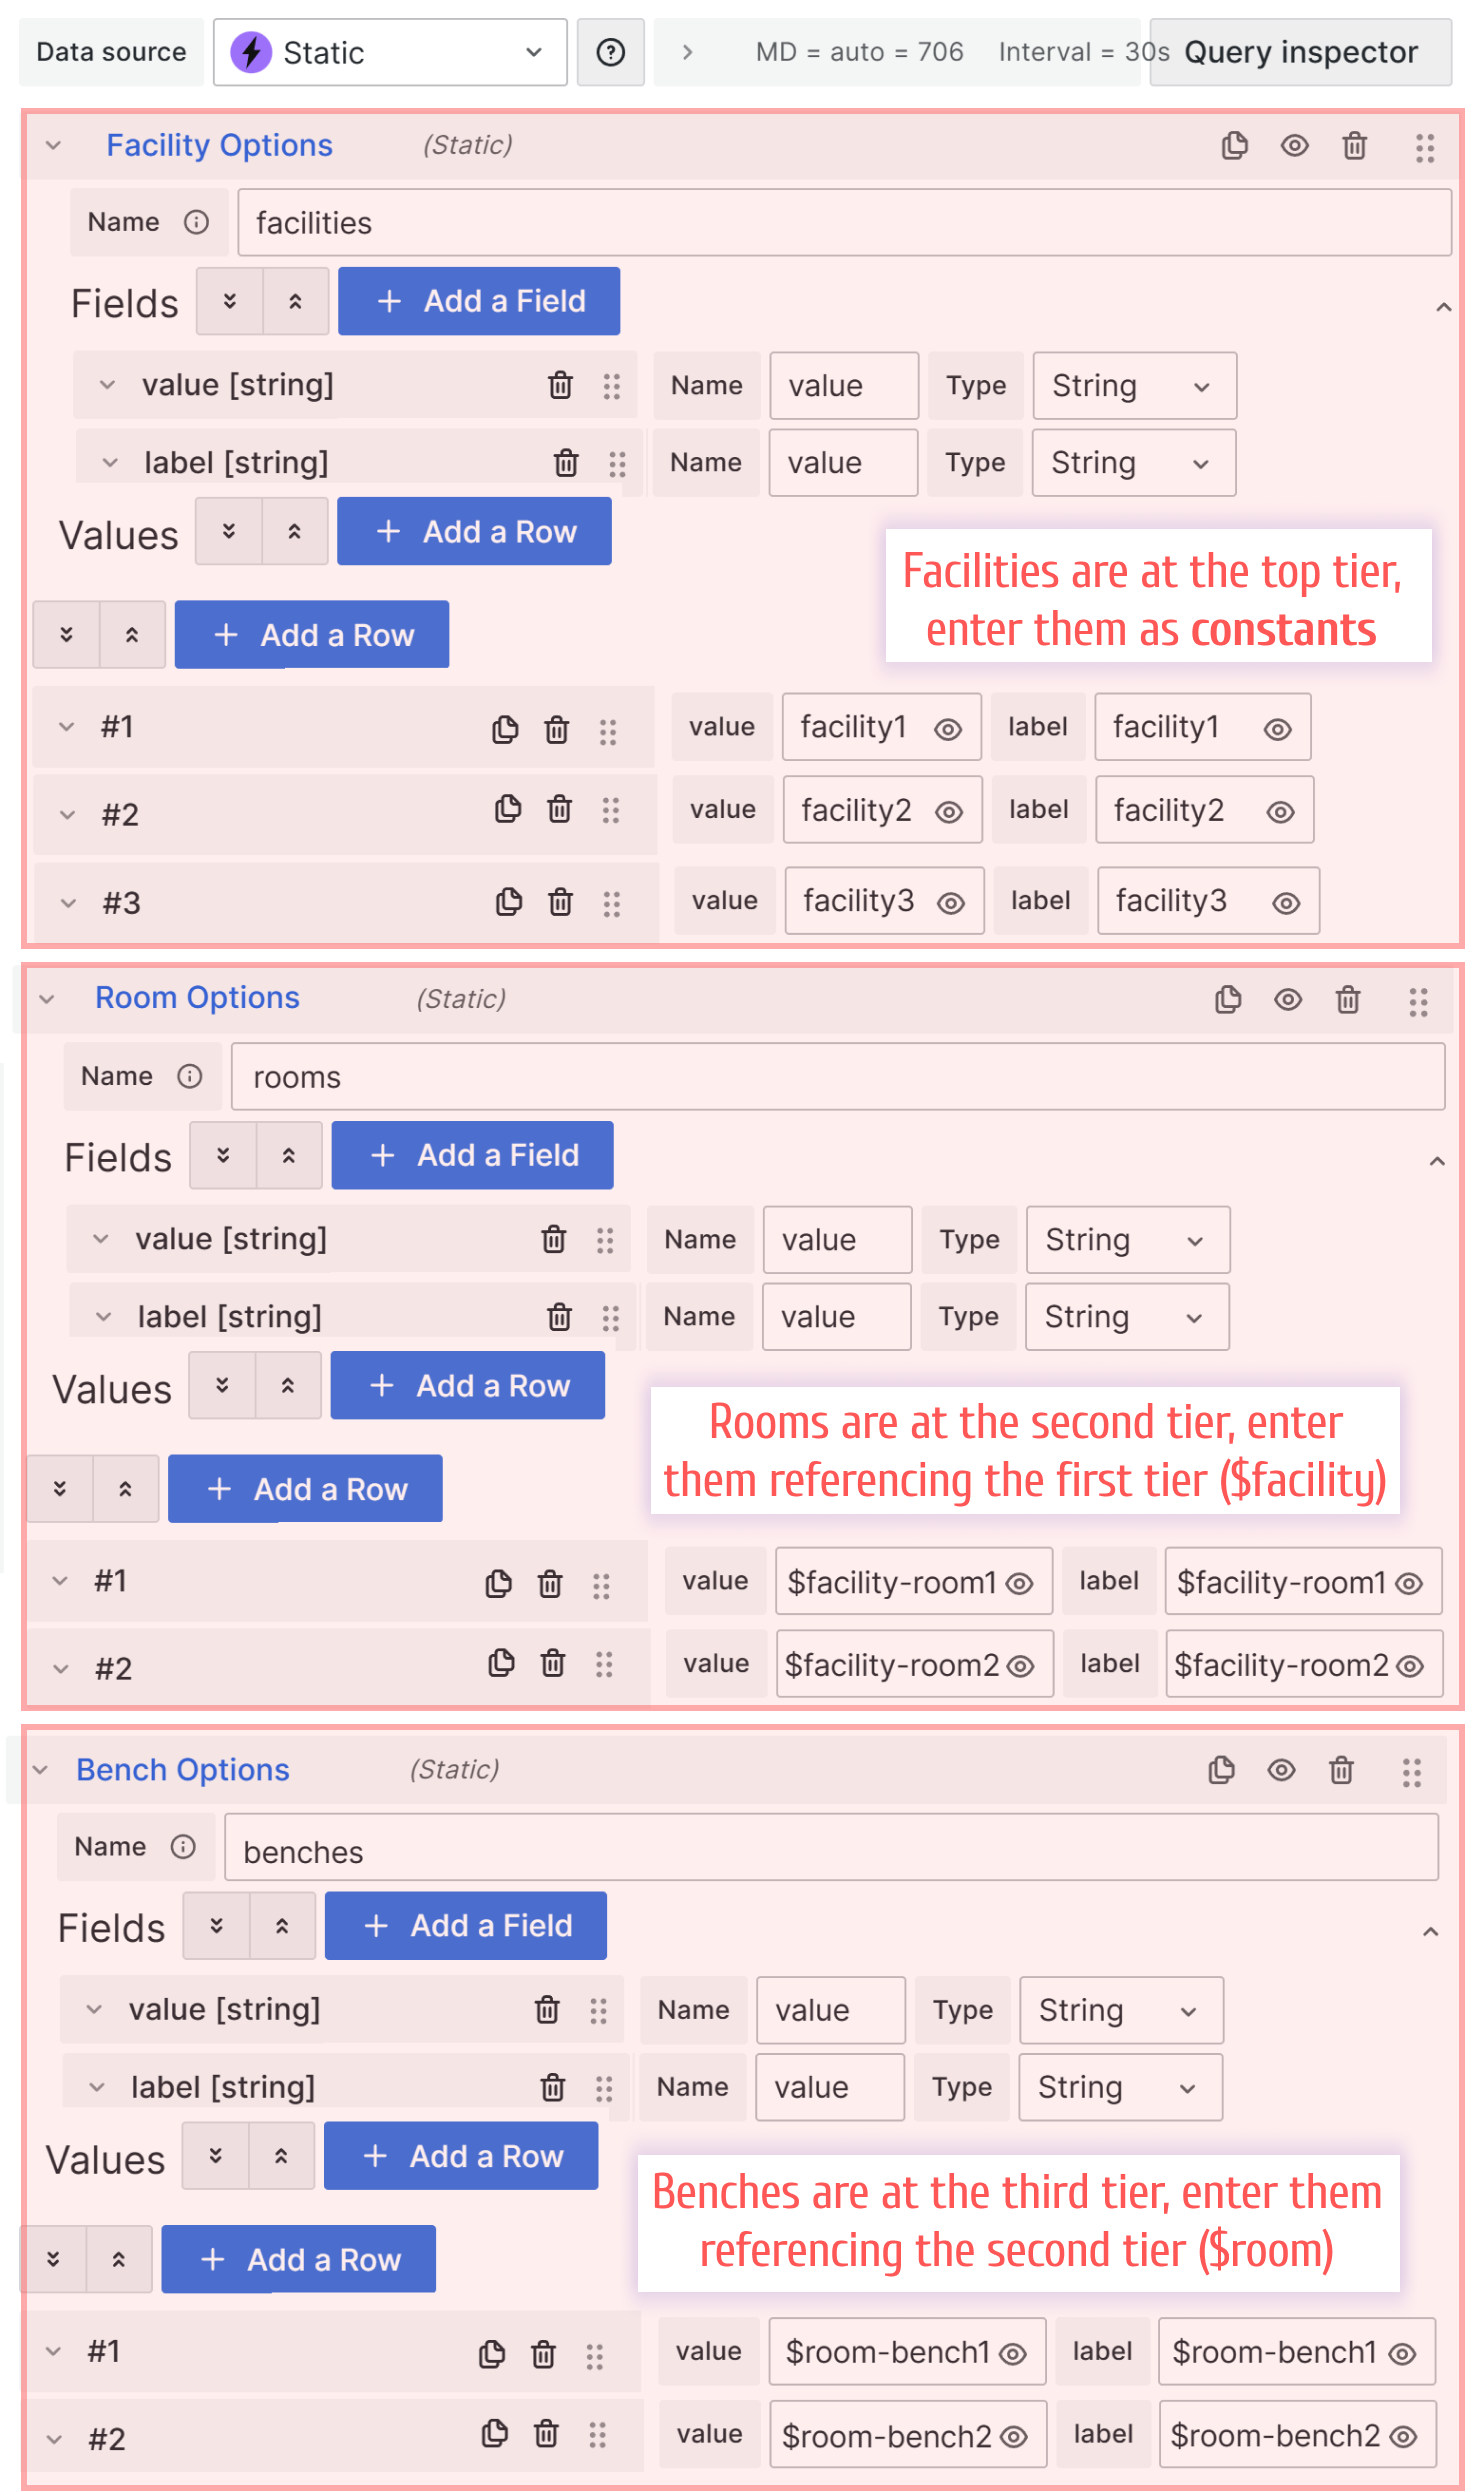 Data source Static MD = auto = 706 Interval = 30s Query inspector
Facility Options (Static)
Name facilities
Fields + Add a Field
value [string] Name value Type String
label [string] Name value Type String
Values + Add a Row
Facilities are at the top tier,
enter them as constants
+ Add a Row
#1 value facility1 label facility1
#2 value facility2 label facility2
#3 value facility3 label facility3
Room Options (Static)
Name rooms
Fields + Add a Field
value [string] Name value Type String
label [string] Name value Type String
Values + Add a Row
Rooms are at the second tier, enter
them referencing the first tier ($facility)
+ Add a Row
#1 value $facility-room1 label $facility-room1
#2 value $facility-room2 label $facility-room2
Bench Options (Static)
Name benches
Fields + Add a Field
value [string] Name value Type String
label [string] Name value Type String
Values + Add a Row
Benches are at the third tier, enter them
referencing the second tier ($room)
+ Add a Row
#1 value $room-bench1 label $room-bench1
#2 value $room-bench2 label $room-bench2